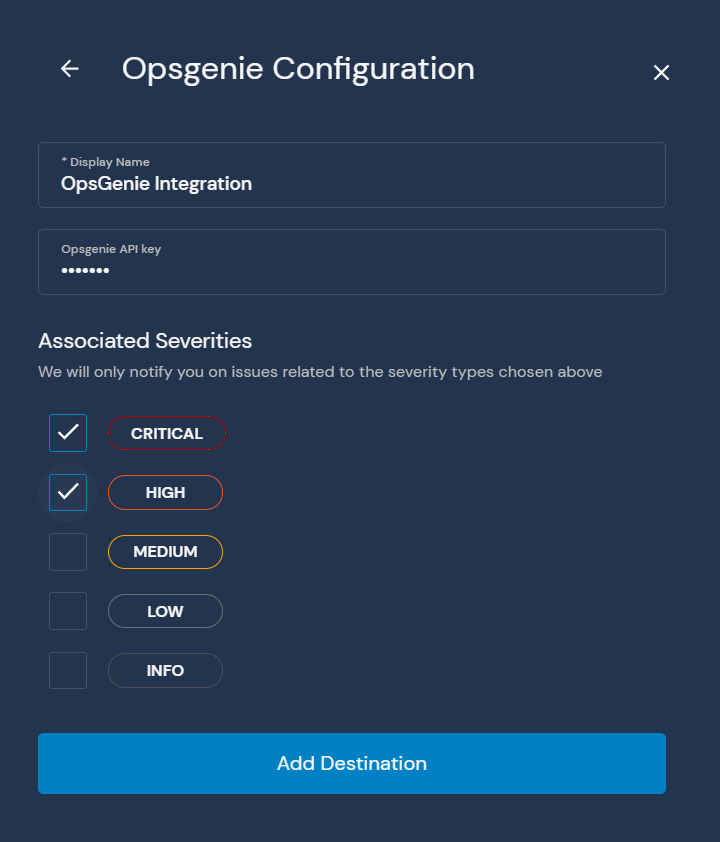 Opsgenie Configuration
* Display Name
OpsGenie Integration
Opsgenie API key
•••••••
Associated Severities
We will only notify you on issues related to the severity types chosen above
CRITICAL
HIGH
MEDIUM
LOW
INFO
Add Destination